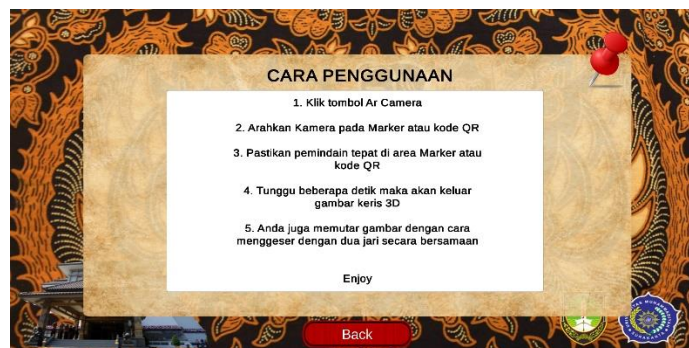 CARA PENGGUNAAN
1. Klik tombol Ar Camera
2. Arahkan Kamera pada Marker atau kode QR
3. Pastikan pemindain tepat di area Marker atau
kode QR
4. Tunggu beberapa detik maka akan keluar
gambar keris 3D
5. Anda juga memutar gambar dengan cara
menggeser dengan dua jari secara bersamaan
Enjoy
Back